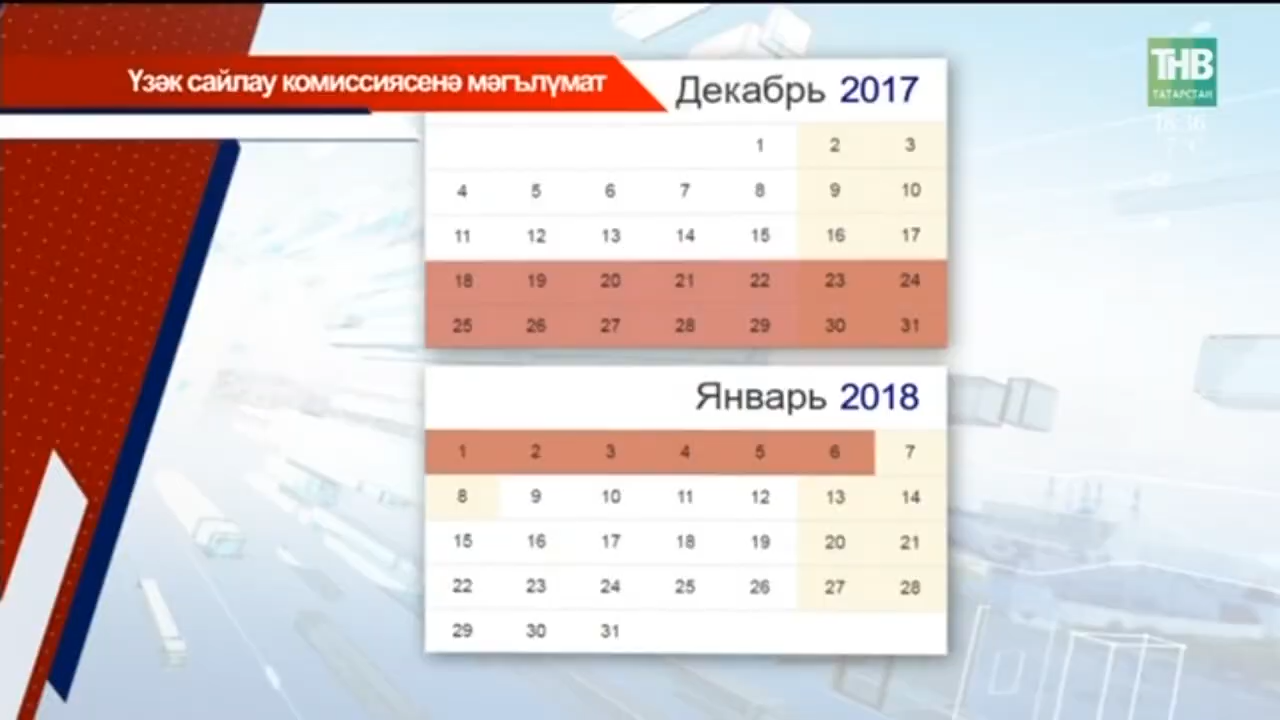 Үзәк сайлау комиссиясенә мәгълүмат
ТНВ
ТАТАРСТАН
18:36
Декабрь 2017
1 2 3
4 5 6 7 8 9 10
11 12 13 14 15 16 17
18 19 20 21 22 23 24
25 26 27 28 29 30 31
Январь 2018
1 2 3 4 5 6 7
8 9 10 11 12 13 14
15 16 17 18 19 20 21
22 23 24 25 26 27 28
29 30 31